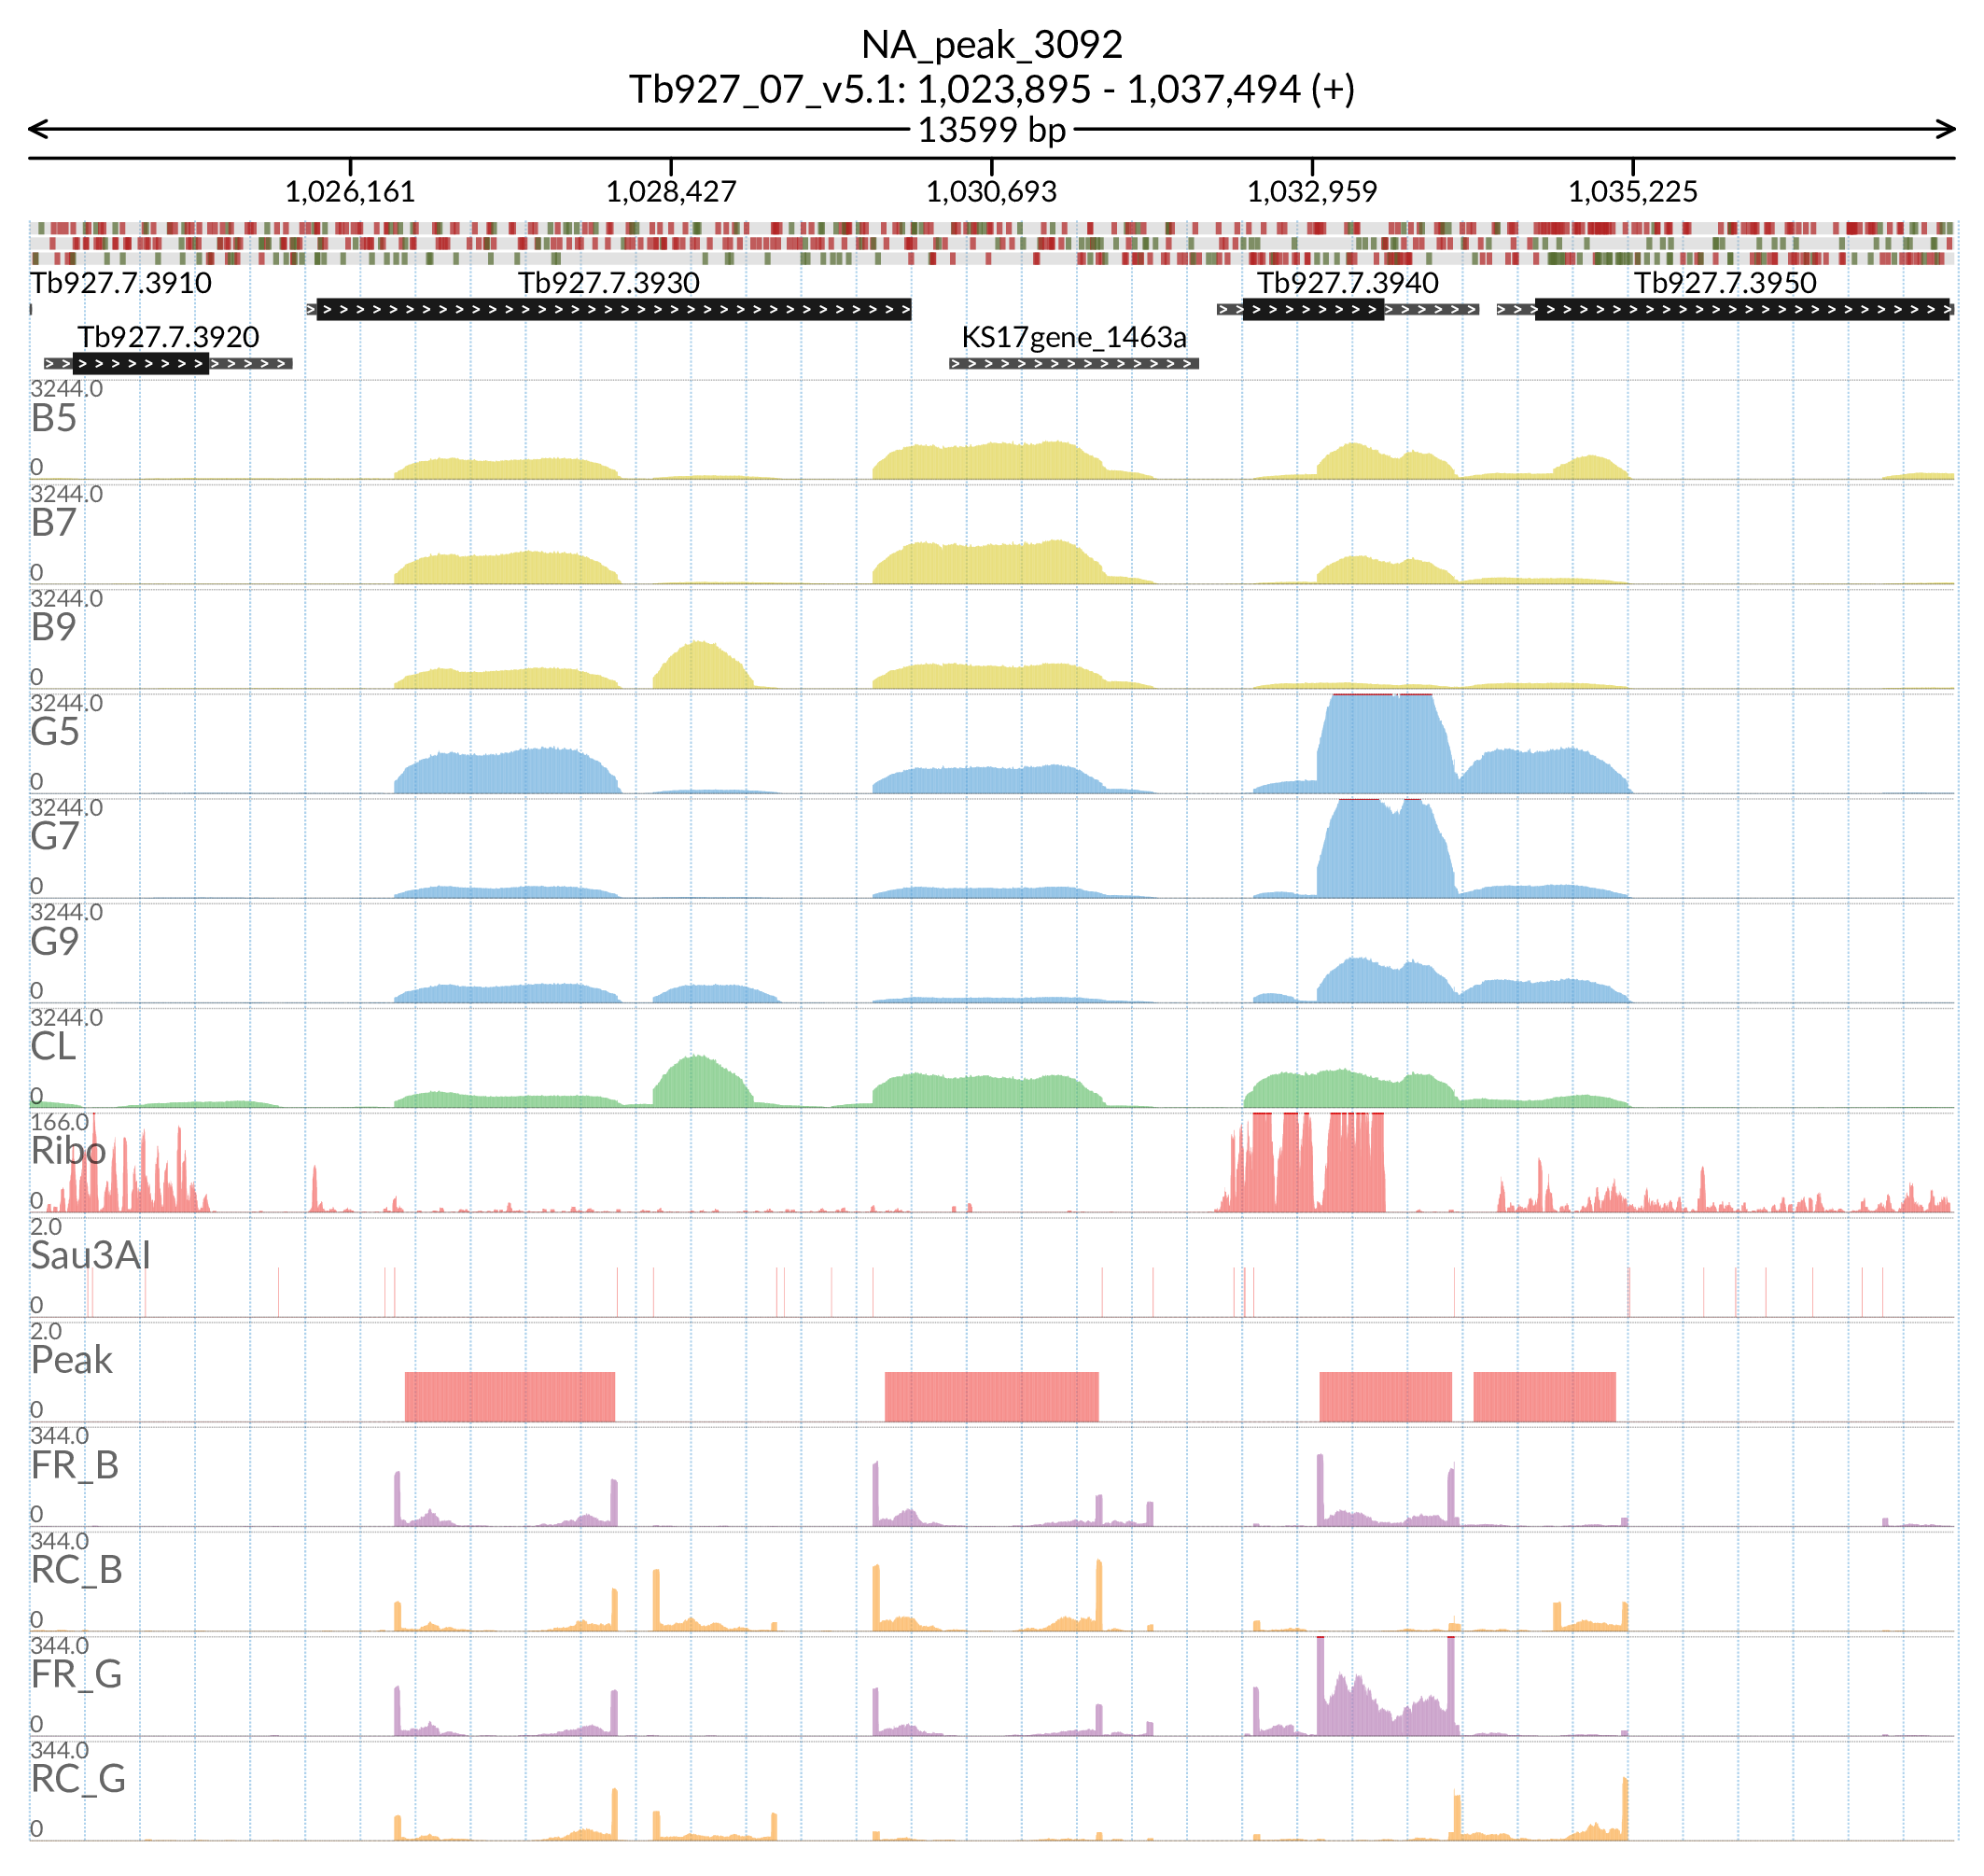 NA_peak_3092
Tb927_07_v5.1: 1,023,895 - 1,037,494 (+)
13599 bp
1,026,161 1,028,427 1,030,693 1,032,959 1,035,225
Tb927.7.3910 Tb927.7.3930 Tb927.7.3940 Tb927.7.3950
Tb927.7.3920 KS17gene_1463a
3244.0
B5
0
3244.0
B7
0
3244.0
B9
0
3244.0
G5
0
3244.0
G7
0
3244.0
G9
0
3244.0
CL
0
166.0
Ribo
0
2.0
Sau3AI
0
2.0
Peak
0
344.0
FR_B
0
344.0
RC_B
0
344.0
FR_G
0
344.0
RC_G
0